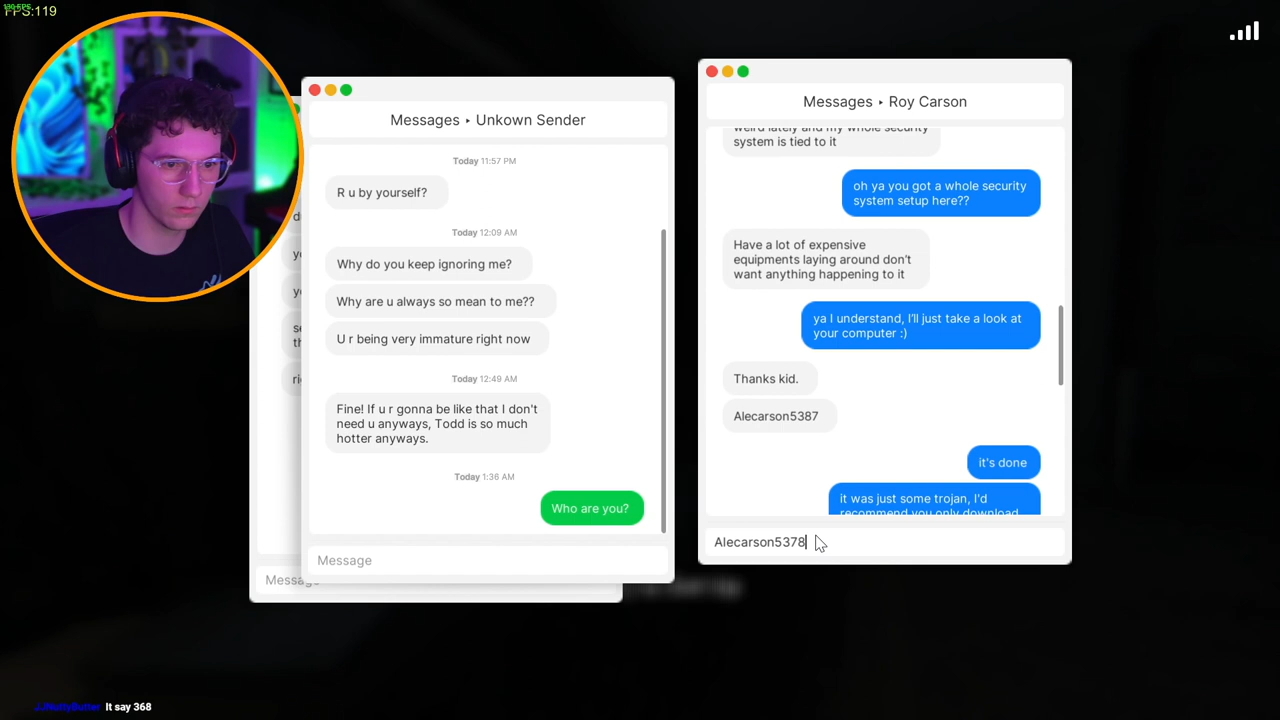 FPS:119
Messages ‣ Unkown Sender
Today 11:57 PM
R u by yourself?
Today 12:09 AM
Why do you keep ignoring me?
Why are u always so mean to me??
U r being very immature right now
Today 12:49 AM
Fine! If u r gonna be like that I don't
need u anyways, Todd is so much
hotter anyways.
Today 1:36 AM
Who are you?
Message
Message
Messages ‣ Roy Carson
weird lately and my whole security
system is tied to it
oh ya you got a whole security
system setup here??
Have a lot of expensive
equipments laying around don't
want anything happening to it
ya I understand, I'll just take a look at
your computer :)
Thanks kid.
Alecarson5387
it's done
it was just some trojan, I'd
recommend you only download
Alecarson5378
JJNuttyButter It say 368